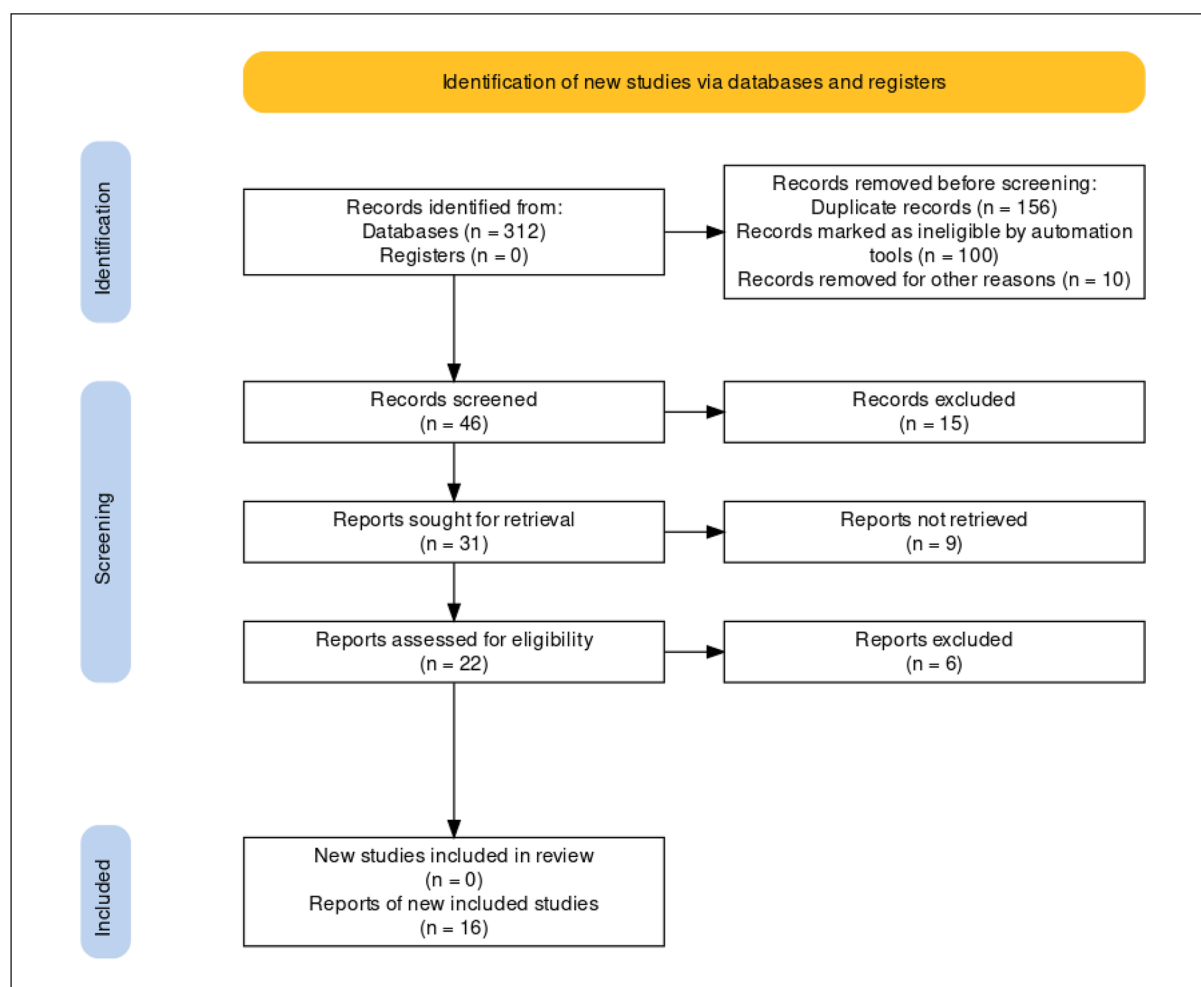 Identification of new studies via databases and registers
Identification
Records identified from:
Databases (n = 312)
Registers (n = 0)
Records removed before screening:
Duplicate records (n = 156)
Records marked as ineligible by automation
tools (n = 100)
Records removed for other reasons (n = 10)
Screening
Records screened
(n = 46)
Records excluded
(n = 15)
Reports sought for retrieval
(n = 31)
Reports not retrieved
(n = 9)
Reports assessed for eligibility
(n = 22)
Reports excluded
(n = 6)
Included
New studies included in review
(n = 0)
Reports of new included studies
(n = 16)